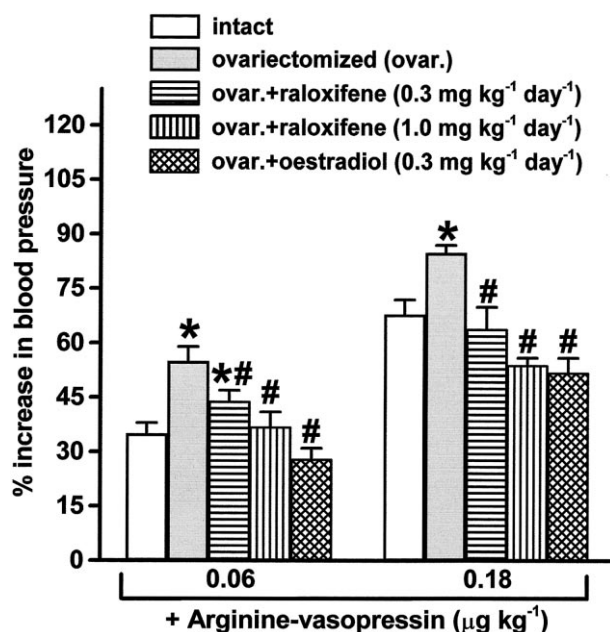 intact
ovariectomized (ovar.)
ovar.+raloxifene (0.3 mg kg⁻¹ day⁻¹)
ovar.+raloxifene (1.0 mg kg⁻¹ day⁻¹)
ovar.+oestradiol (0.3 mg kg⁻¹ day⁻¹)
% increase in blood pressure
120
105
90
75
60
45
30
15
0
* *# # #
* # # #
0.06 0.18
+ Arginine-vasopressin (µg kg⁻¹)